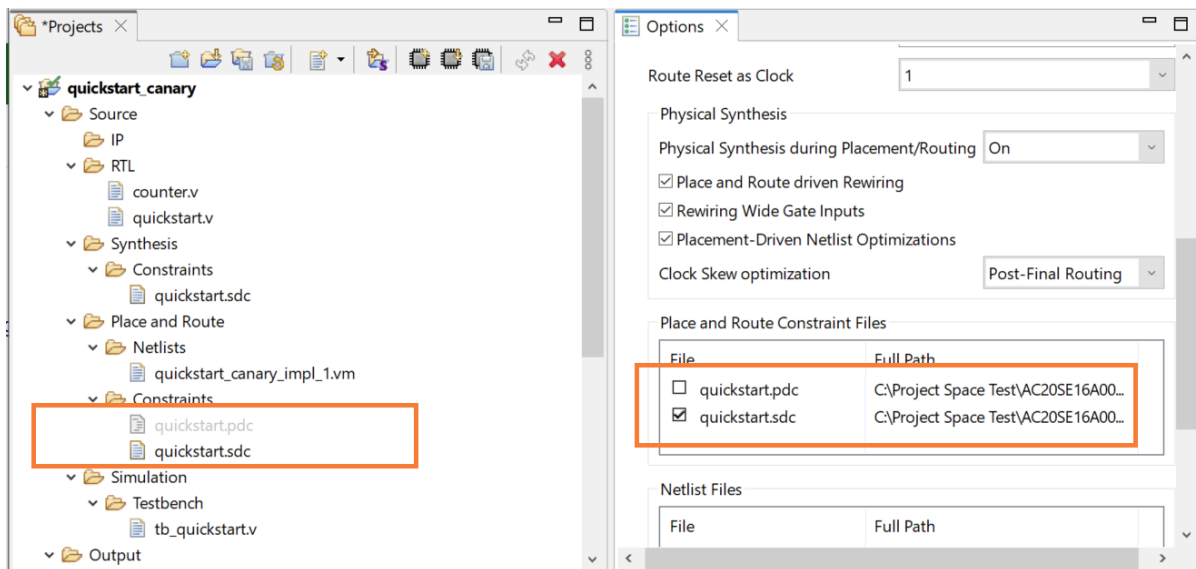 *Projects
quickstart_canary
Source
IP
RTL
counter.v
quickstart.v
Synthesis
Constraints
quickstart.sdc
Place and Route
Netlists
quickstart_canary_impl_1.vm
Constraints
quickstart.pdc
quickstart.sdc
Simulation
Testbench
tb_quickstart.v
Output
Options
Route Reset as Clock 1
Physical Synthesis
Physical Synthesis during Placement/Routing On
Place and Route driven Rewiring
Rewiring Wide Gate Inputs
Placement-Driven Netlist Optimizations
Clock Skew optimization Post-Final Routing
Place and Route Constraint Files
File Full Path
quickstart.pdc C:\Project Space Test\AC20SE16A00...
quickstart.sdc C:\Project Space Test\AC20SE16A00...
Netlist Files
File Full Path